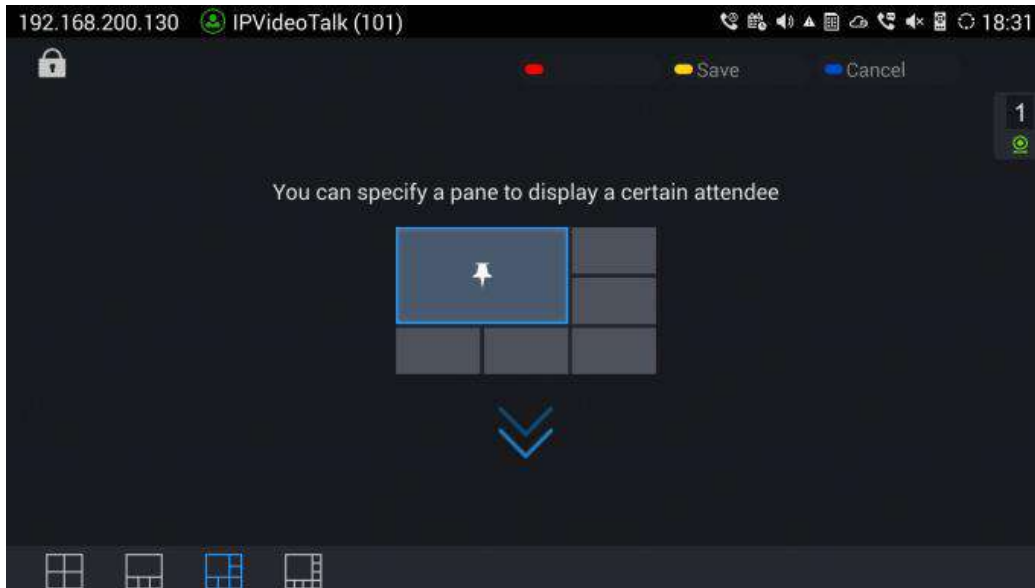 192.168.200.130 IPVideoTalk (101) 18:31
Save Cancel
1
You can specify a pane to display a certain attendee